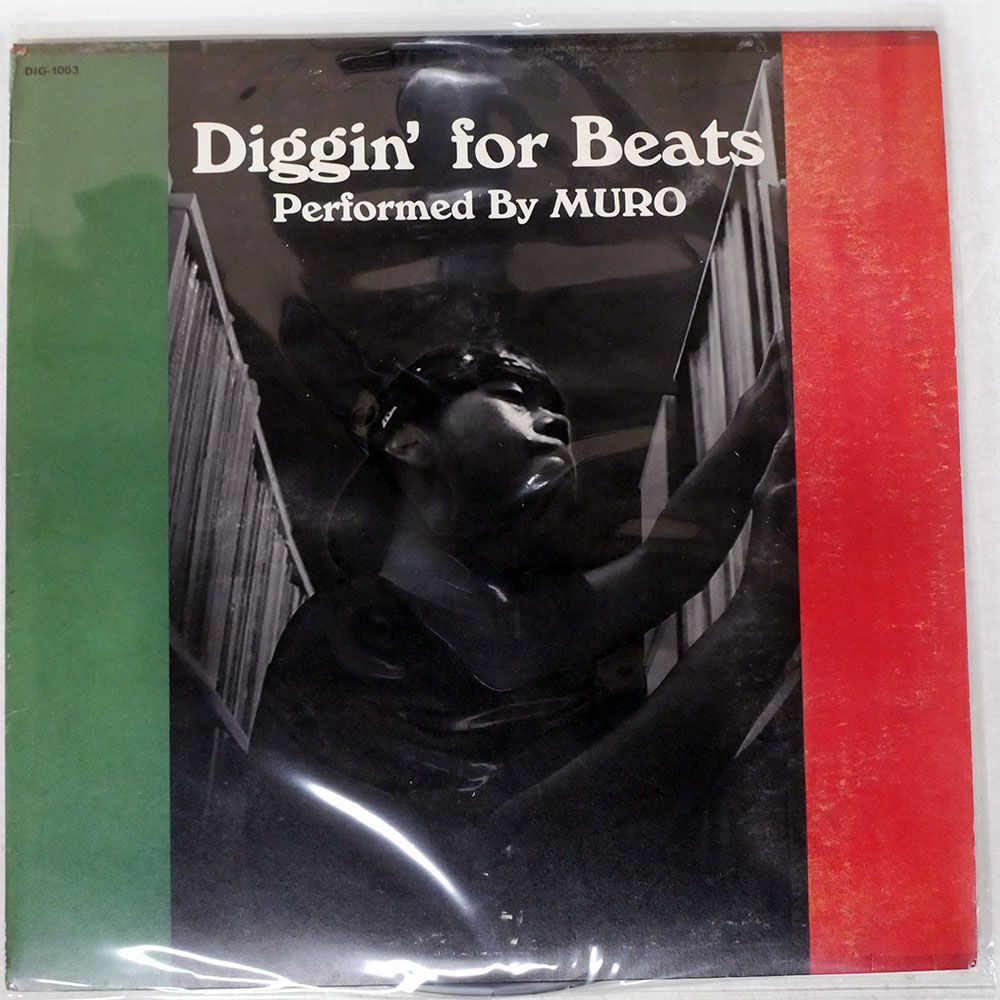 DIG-1003
Diggin' for Beats
Performed By MURO